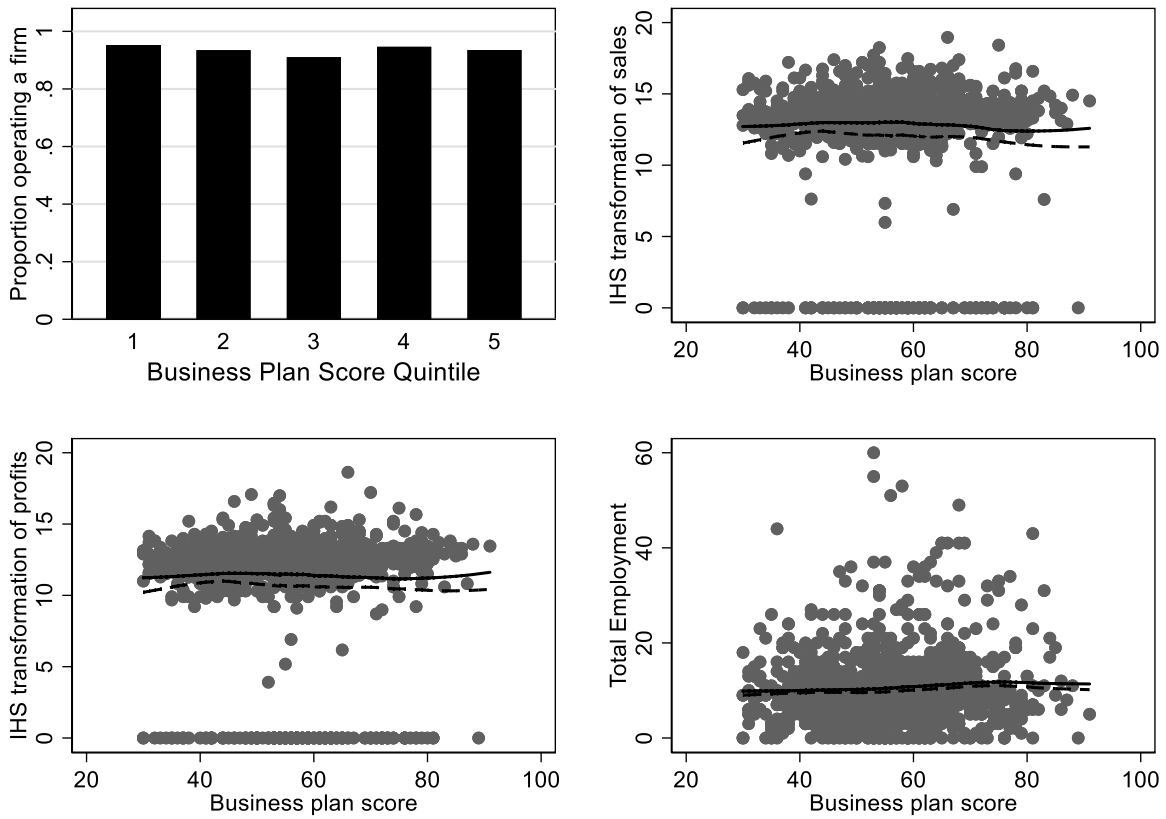 Proportion operating a firm
1
.8
.6
.4
.2
0
1 2 3 4 5
Business Plan Score Quintile
IHS transformation of sales
20
15
10
5
0
20 40 60 80 100
Business plan score
IHS transformation of profits
20
15
10
5
0
20 40 60 80 100
Business plan score
Total Employment
60
40
20
0
20 40 60 80 100
Business plan score